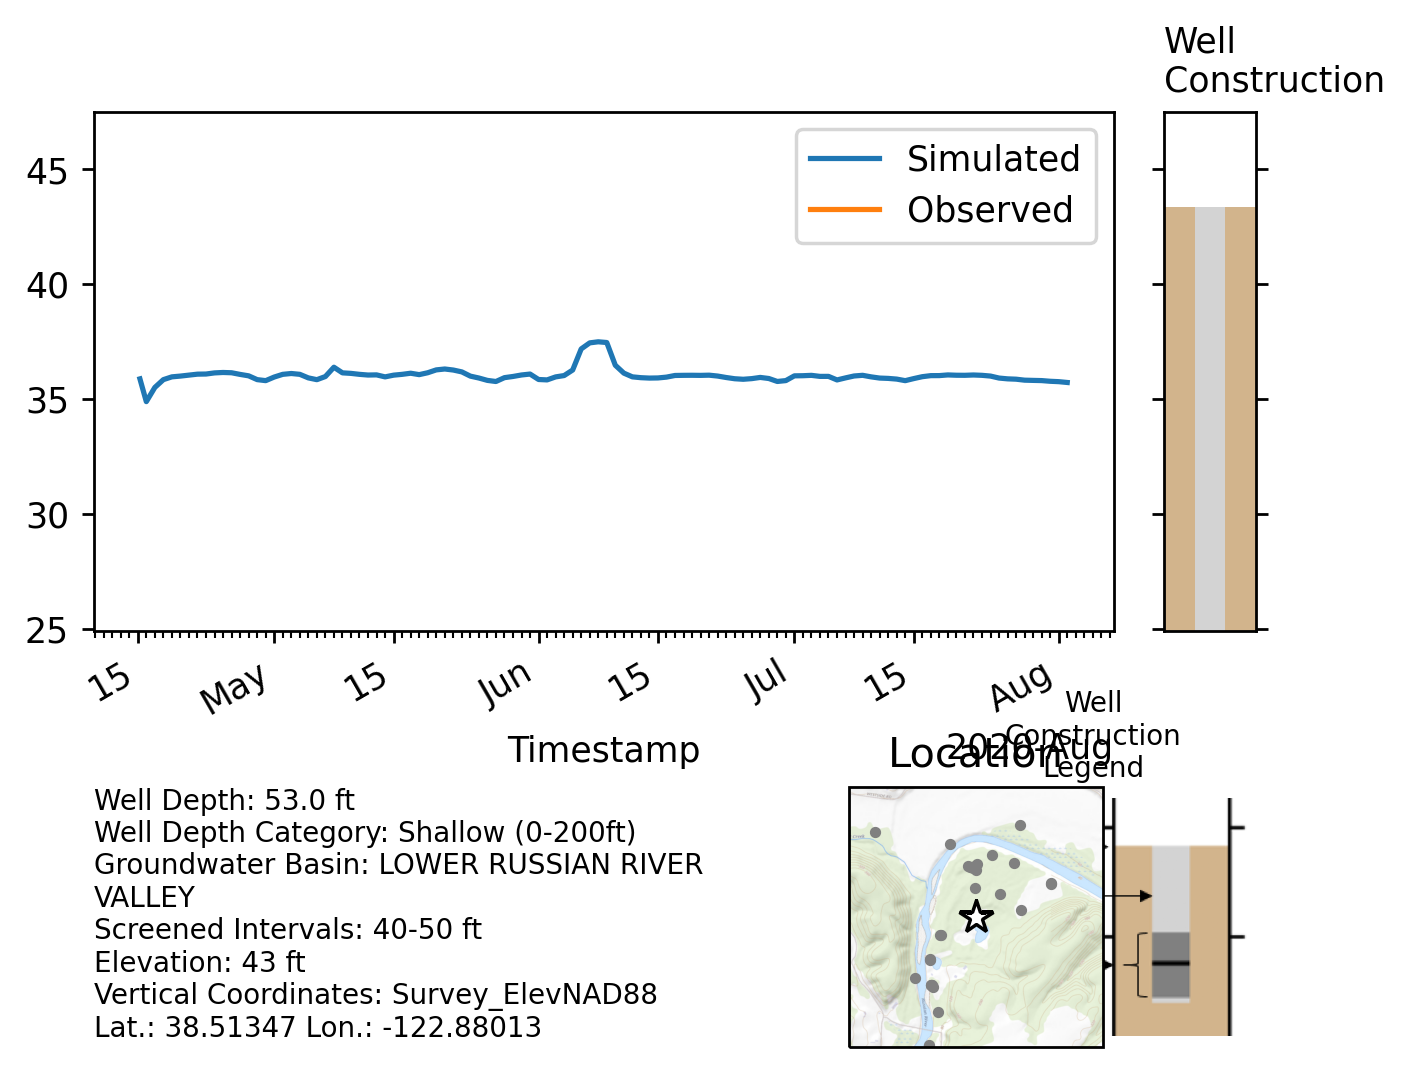 Well
Construction
Simulated
Observed
45
40
35
30
25
15
May
15
Jun
15
Jul
15
Aug
Timestamp
2020-Aug
Well
Construction
Legend
Location
Well Depth: 53.0 ft
Well Depth Category: Shallow (0-200ft)
Groundwater Basin: LOWER RUSSIAN RIVER
VALLEY
Screened Intervals: 40-50 ft
Elevation: 43 ft
Vertical Coordinates: Survey_ElevNAD88
Lat.: 38.51347 Lon.: -122.88013